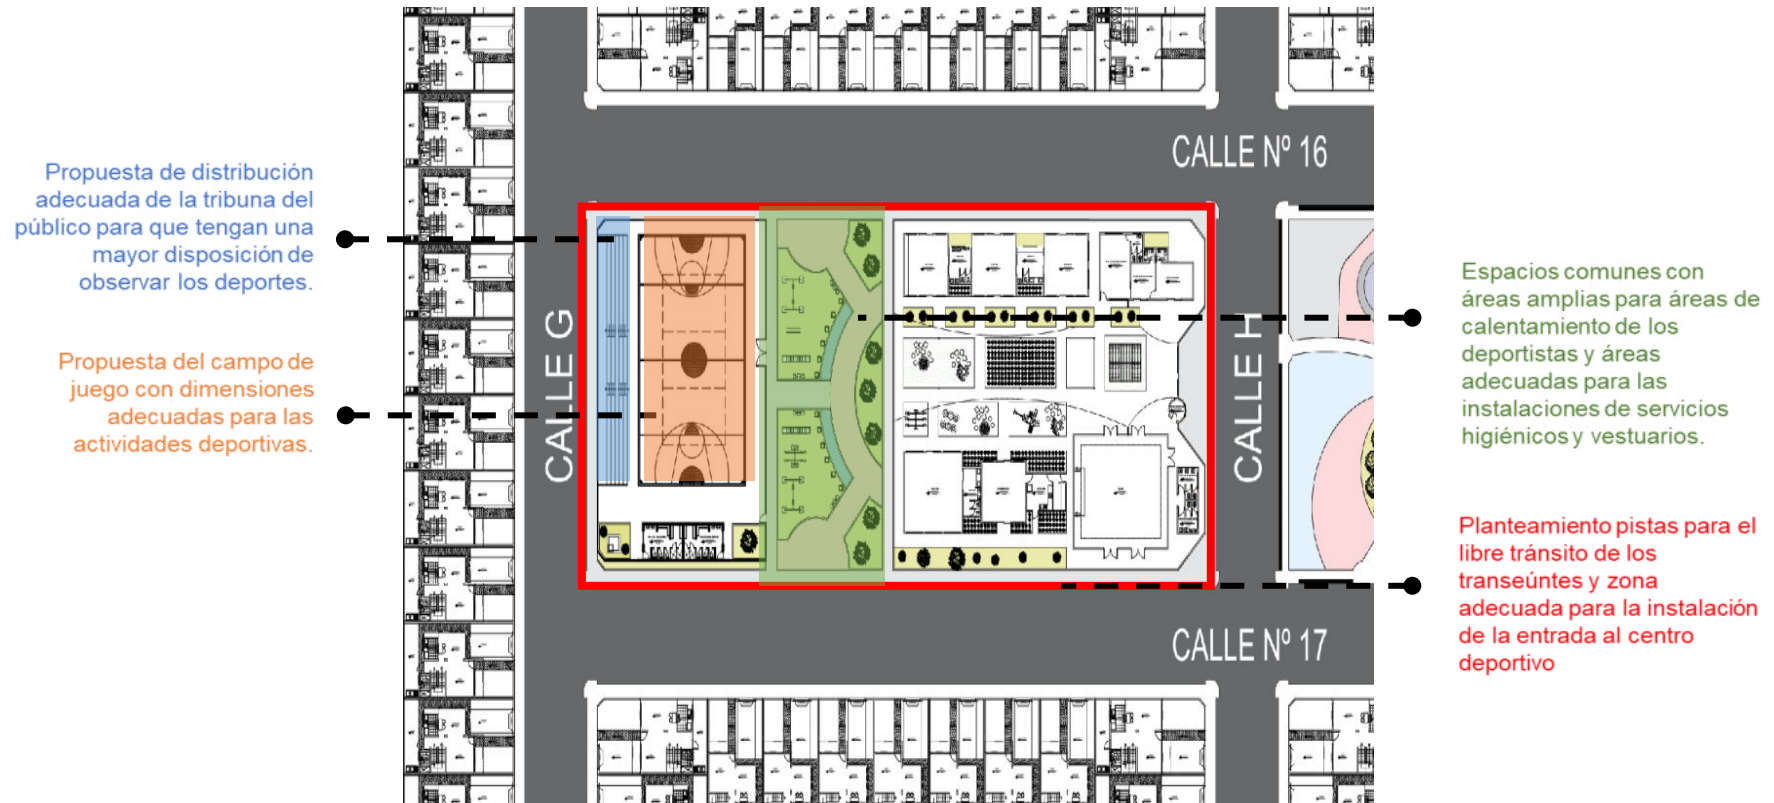 Propuesta de distribución
adecuada de la tribuna del
público para que tengan una
mayor disposición de
observar los deportes.
Propuesta del campo de
juego con dimensiones
adecuadas para las
actividades deportivas.
CALLE Nº 16
CALLE G
CALLE H
CALLE Nº 17
Espacios comunes con
áreas amplias para áreas de
calentamiento de los
deportistas y áreas
adecuadas para las
instalaciones de servicios
higiénicos y vestuarios.
Planteamiento pistas para el
libre tránsito de los
transeúntes y zona
adecuada para la instalación
de la entrada al centro
deportivo